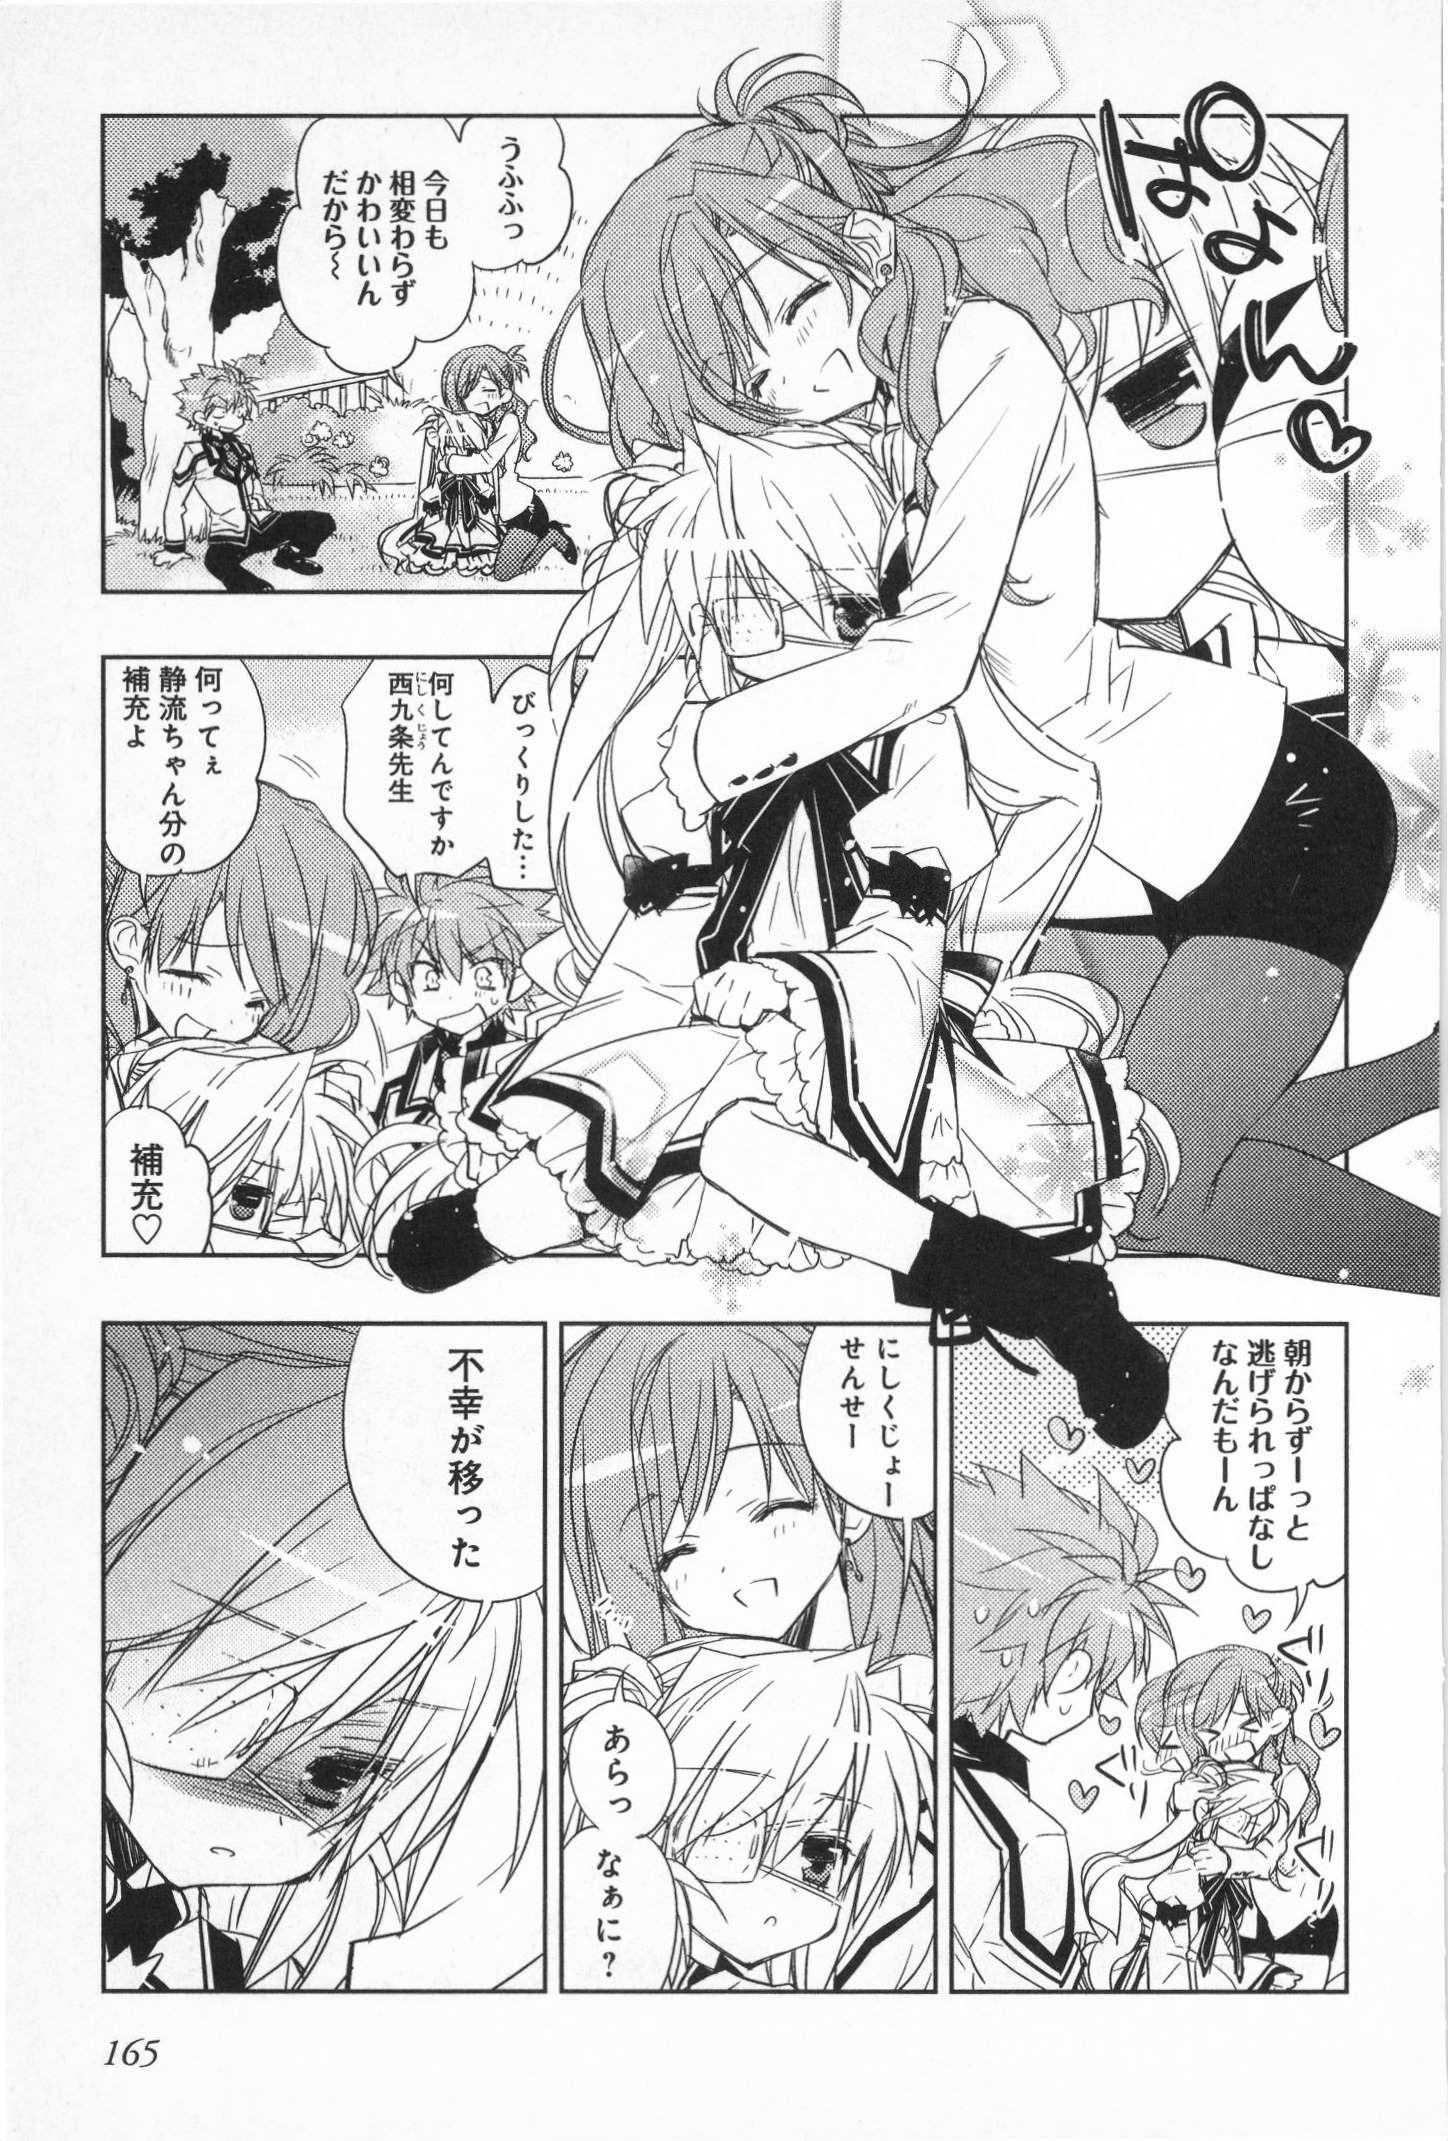 ぱよん♡
うふふっ
今日も
相変わらず
かわいいん
だから〜
びっくりした…
何してんですか
西九条先生
にしくじょう
何ってぇ
静流ちゃん分の
補充よ
補充♡
朝からずーっと
逃げられっぱなし
なんだもーん
にしくじょー
せんせー
あらっ
なぁに?
不幸が移った
165